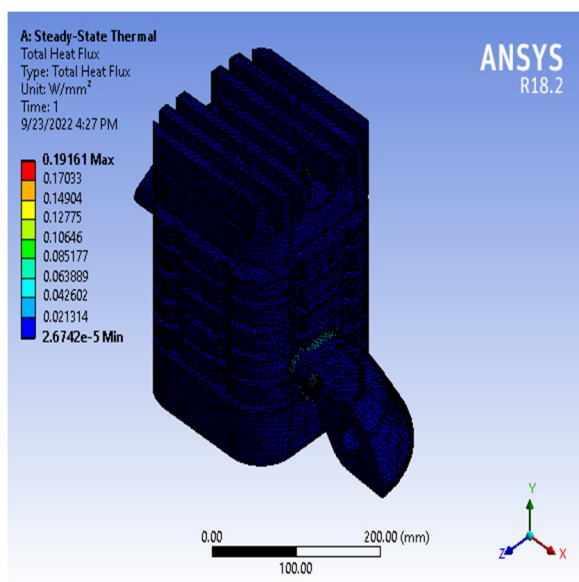 A: Steady-State Thermal
Total Heat Flux
Type: Total Heat Flux
Unit: W/mm²
Time: 1
9/23/2022 4:27 PM
ANSYS
R18.2
0.19161 Max
0.17033
0.14904
0.12775
0.10646
0.085177
0.063889
0.042602
0.021314
2.6742e-5 Min
0.00
200.00 (mm)
100.00
Y
Z
X